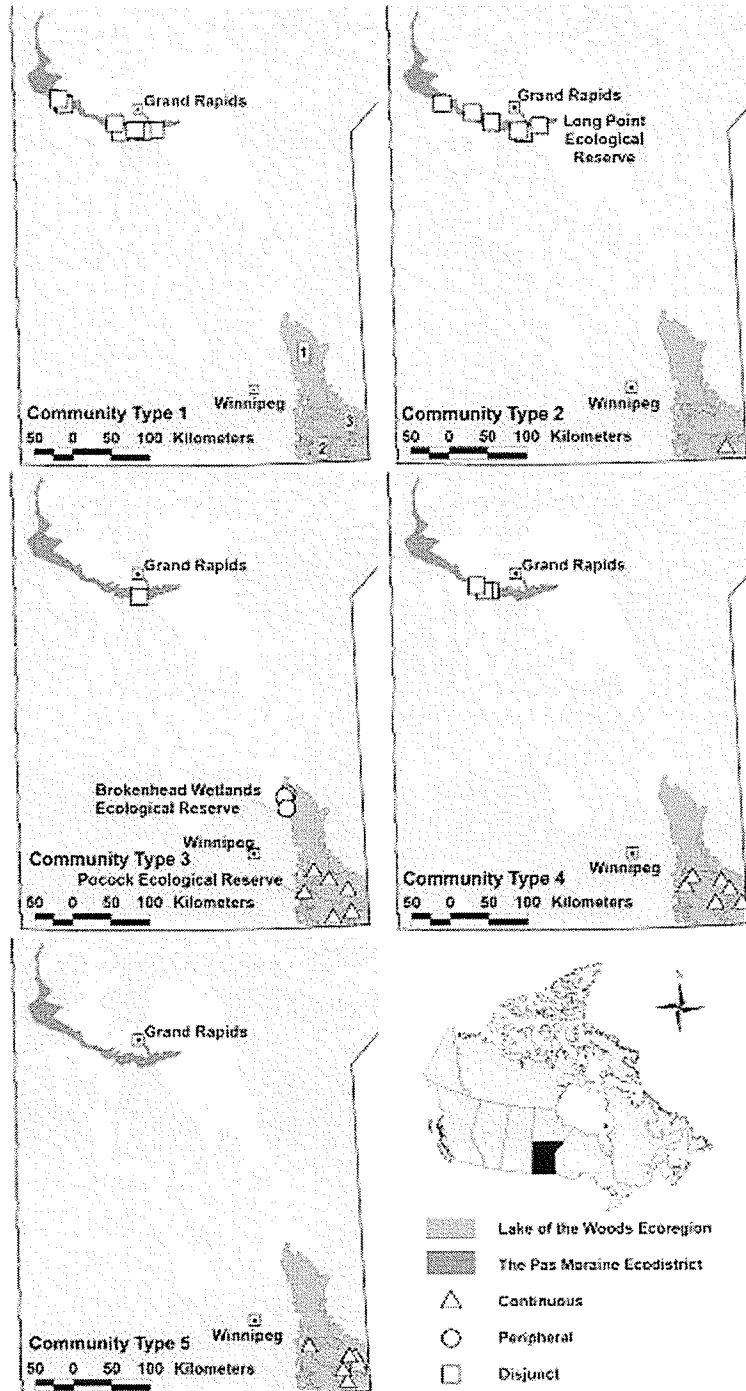 Grand Rapids
1
Winnipeg
3
2
Community Type 1
50 0 50 100 Kilometers
Grand Rapids
Long Point
Ecological
Reserve
Winnipeg
Community Type 2
50 0 50 100 Kilometers
Grand Rapids
Brokenhead Wetlands
Ecological Reserve
Winnipeg
Community Type 3
Pocock Ecological Reserve
50 0 50 100 Kilometers
Grand Rapids
Winnipeg
Community Type 4
50 0 50 100 Kilometers
Grand Rapids
Winnipeg
Community Type 5
50 0 50 100 Kilometers
Lake of the Woods Ecoregion
The Pas Moraine Ecodistrict
Continuous
Peripheral
Disjunct